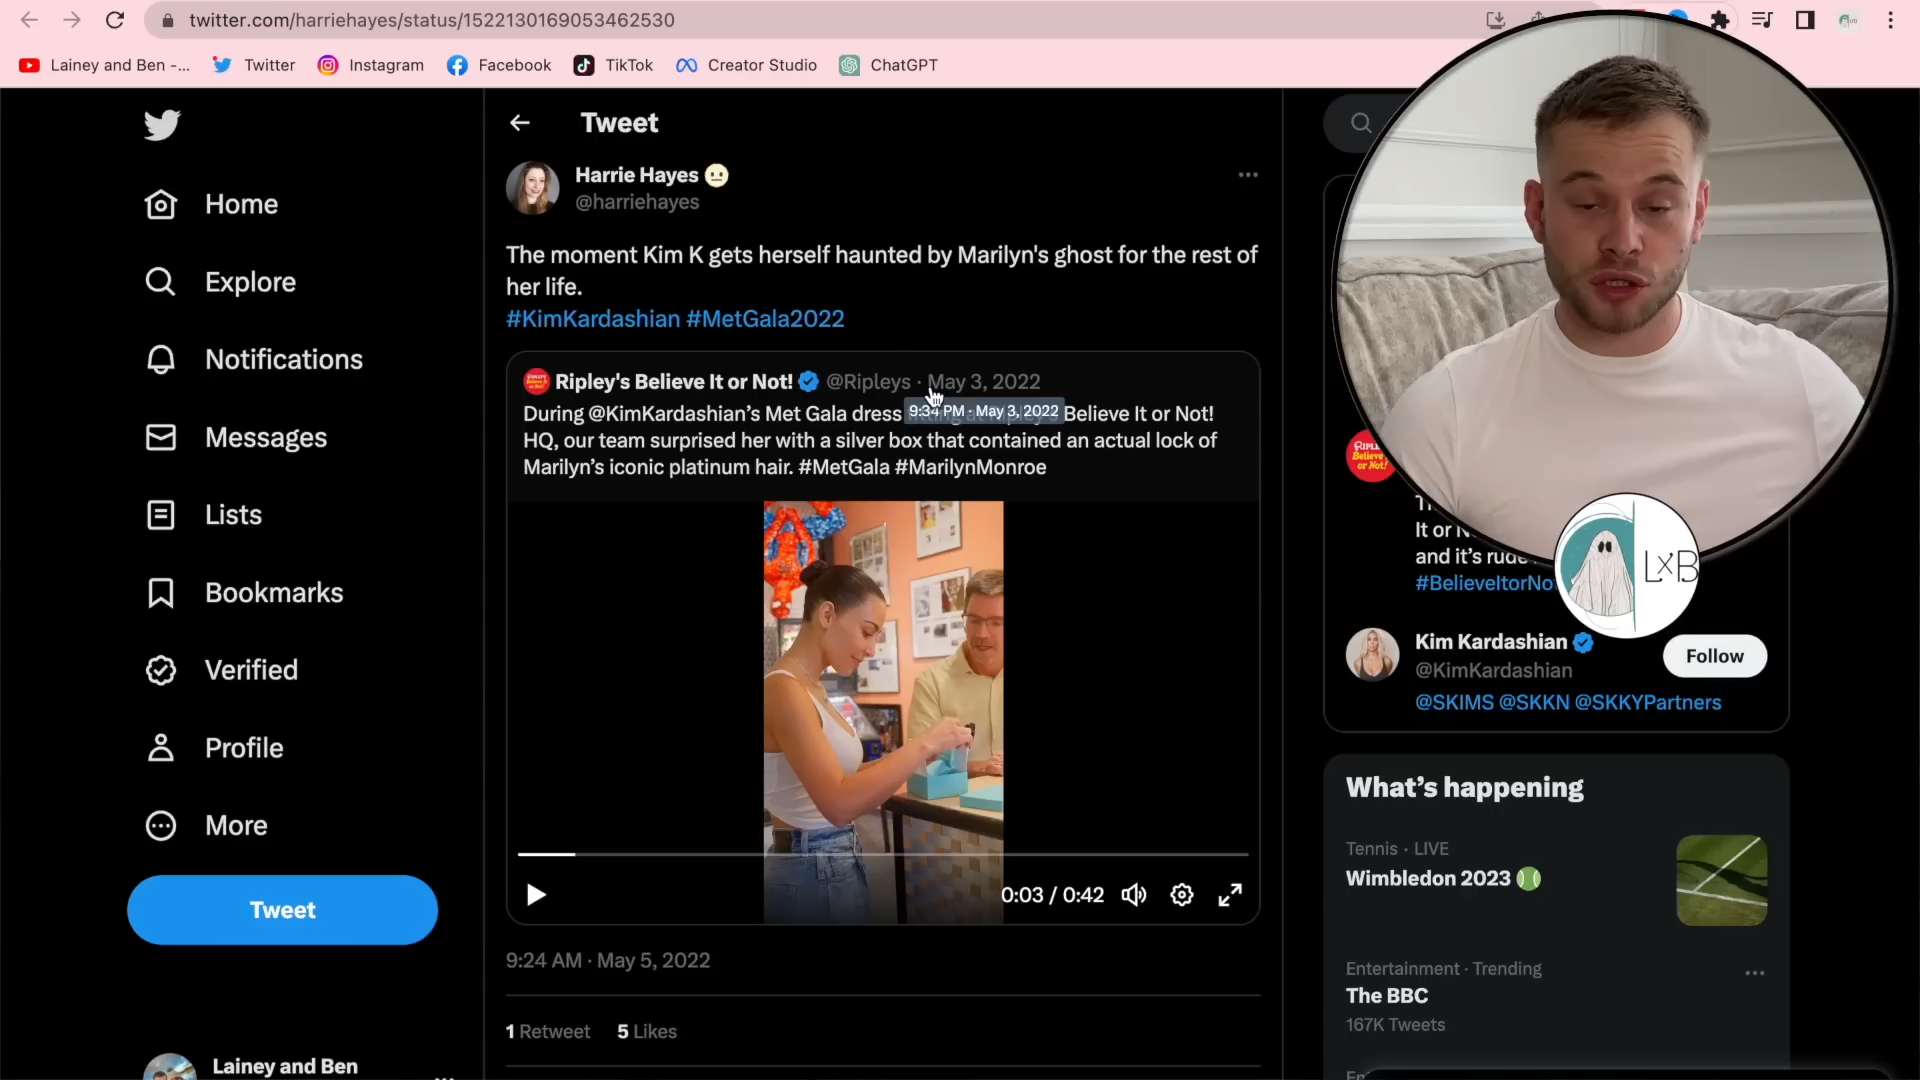 twitter.com/harriehayes/status/1522130169053462530
Lainey and Ben -...
Twitter
Instagram
Facebook
TikTok
Creator Studio
ChatGPT
Home
Explore
Notifications
Messages
Lists
Bookmarks
Verified
Profile
More
Tweet
Lainey and Ben
Tweet
Harrie Hayes
@harriehayes
The moment Kim K gets herself haunted by Marilyn's ghost for the rest of
her life.
#KimKardashian #MetGala2022
Ripley's Believe It or Not! @Ripleys · May 3, 2022
9:34 PM · May 3, 2022
During @KimKardashian's Met Gala dress fitting at Ripley's Believe It or Not!
HQ, our team surprised her with a silver box that contained an actual lock of
Marilyn's iconic platinum hair. #MetGala #MarilynMonroe
0:03 / 0:42
9:24 AM · May 5, 2022
1 Retweet 5 Likes
It or
and it's rude
#BelieveItorNo
LxB
Kim Kardashian
@KimKardashian
Follow
@SKIMS @SKKN @SKKYPartners
What's happening
Tennis · LIVE
Wimbledon 2023
Entertainment · Trending
The BBC
167K Tweets